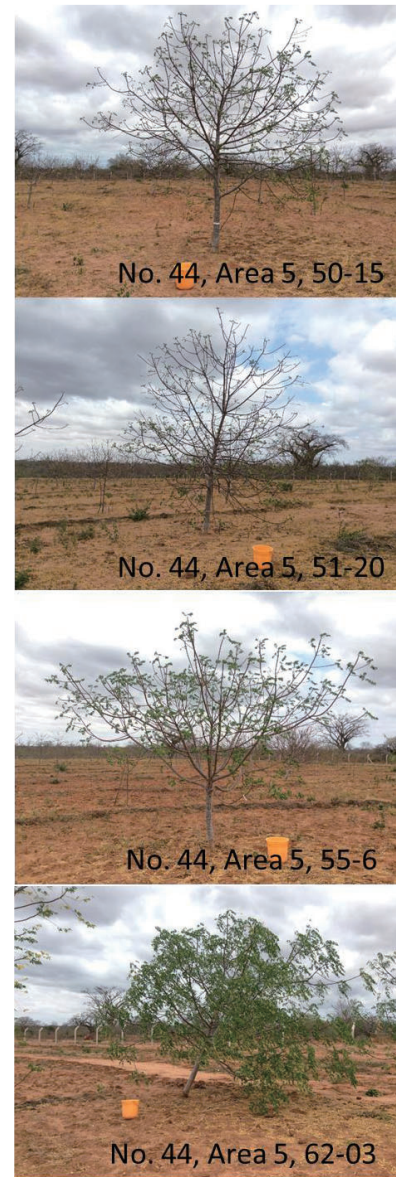 No. 44, Area 5, 50-15
No. 44, Area 5, 51-20
No. 44, Area 5, 55-6
No. 44, Area 5, 62-03